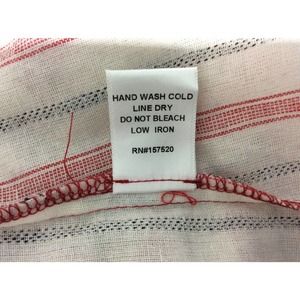 HAND WASH COLD
LINE DRY
DO NOT BLEACH
LOW IRON
RN#157520